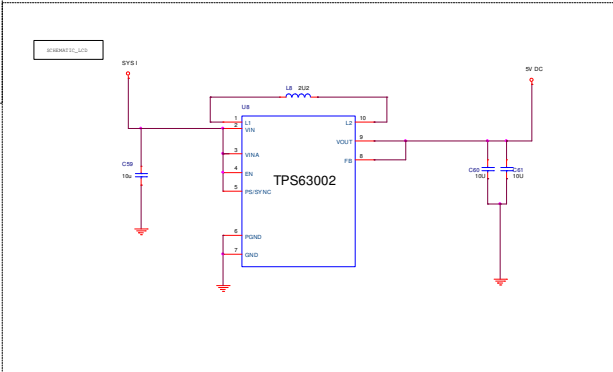 SCHEMATIC_LCD
SYS I
5V DC
L8 2U2
U8
1 L1
2 VIN
3 VINA
4 EN
5 PS/SYNC
6 PGND
7 GND
L2 10
VOUT 9
FB 8
TPS63002
C59
10u
C60
10U
C61
10U